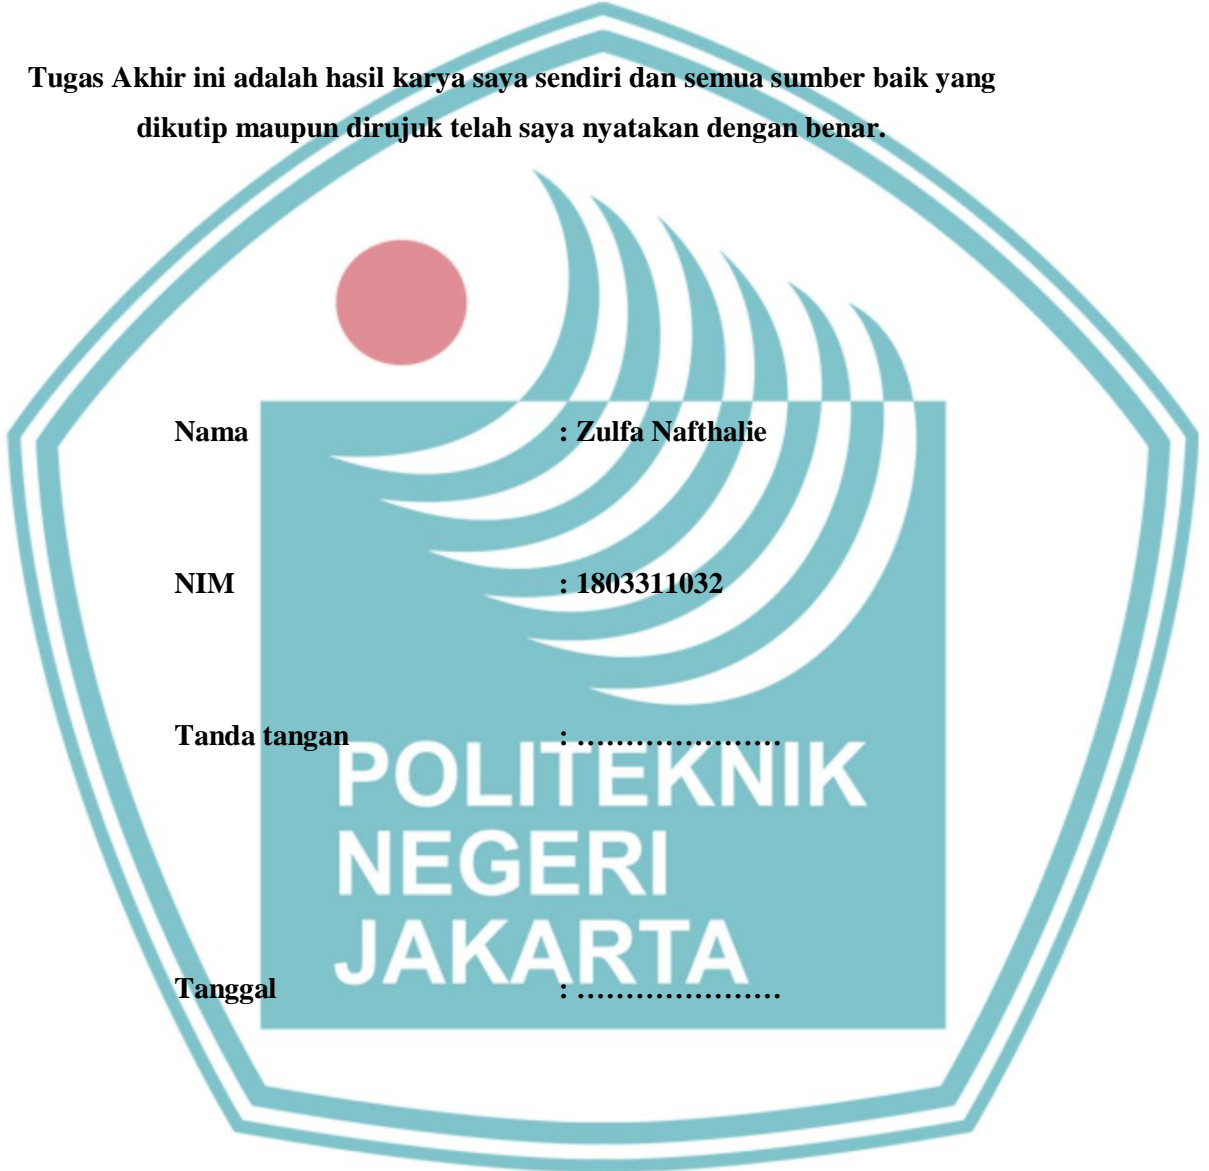 Tugas Akhir ini adalah hasil karya saya sendiri dan semua sumber baik yang
dikutip maupun dirujuk telah saya nyatakan dengan benar.
Nama : Zulfa Nafthalie
NIM : 1803311032
Tanda tangan : …………………
POLITEKNIK
NEGERI
JAKARTA
Tanggal : …………………